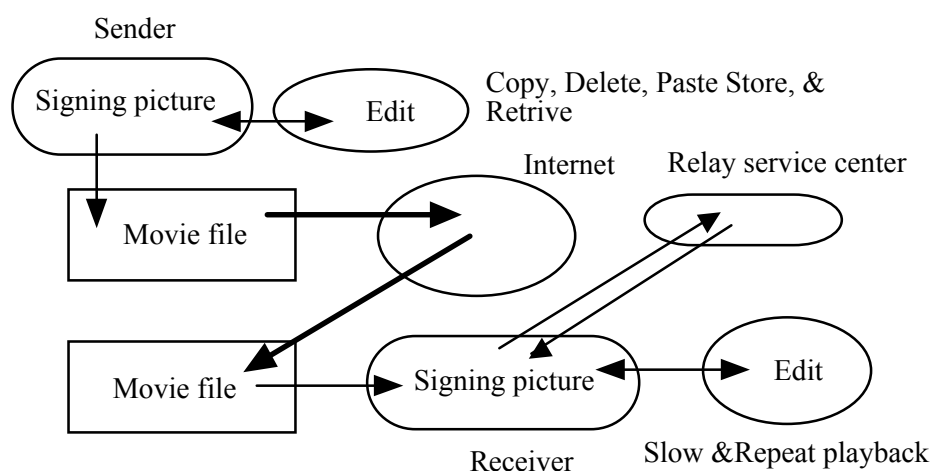 Sender
Signing picture
Edit
Copy, Delete, Paste Store, &
Retrive
Internet
Relay service center
Movie file
Movie file
Signing picture
Edit
Receiver
Slow &Repeat playback